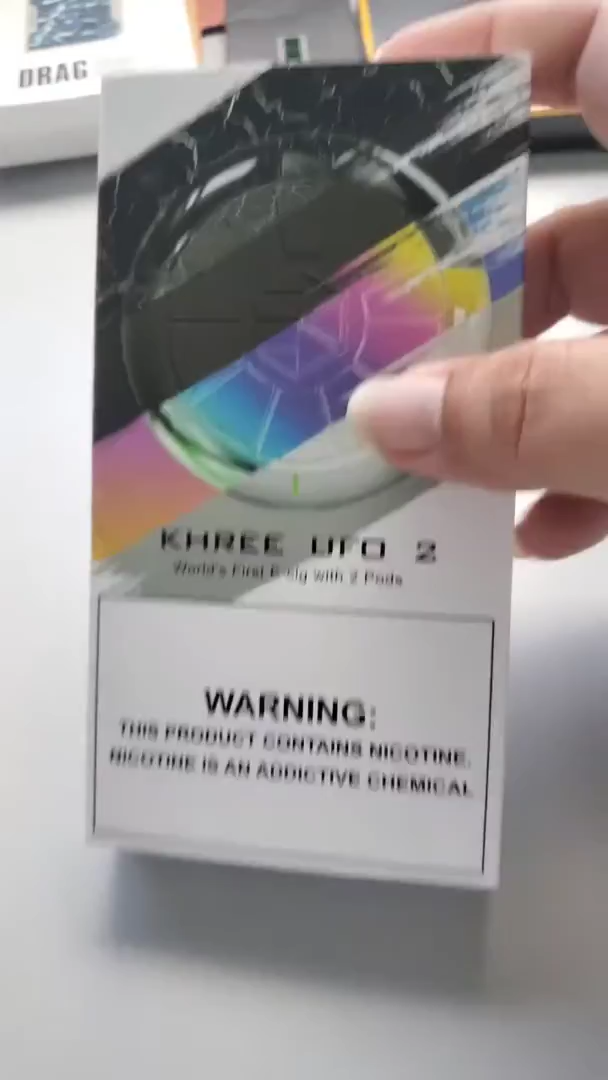 DRAG
KHREE UFO 2
World's First E-cig with 2 Pods
WARNING:
THIS PRODUCT CONTAINS NICOTINE.
NICOTINE IS AN ADDICTIVE CHEMICAL